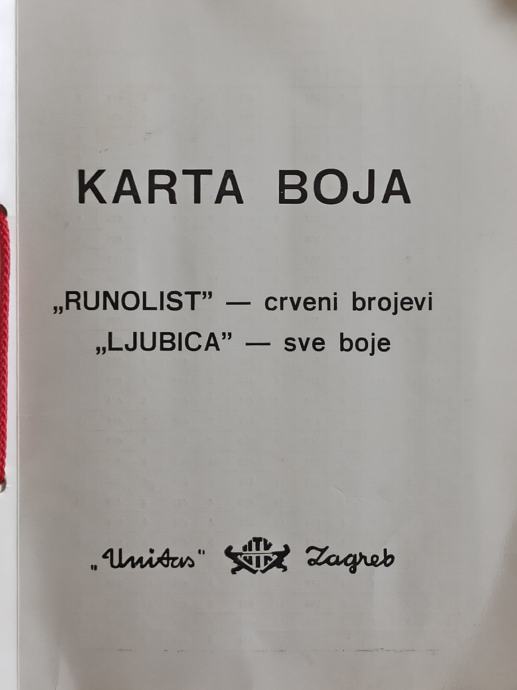 KARTA BOJA
„RUNOLIST” — crveni brojevi
„LJUBICA” — sve boje
„Unitas” Zagreb